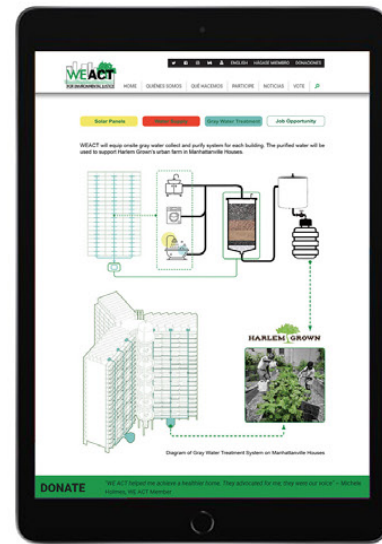 ENGLISH HÁGASE MIEMBRO DONACIONES
WE ACT
FOR ENVIRONMENTAL JUSTICE
HOME QUIÉNES SOMOS QUÉ HACEMOS PARTICIPE NOTICIAS VOTE
Solar Panels
Gray Water Treatment
Job Opportunity
WEACT will equip onsite gray water collect and purify system for each building. The purified water will be
used to support Harlem Grown's urban farm in Manhattanville Houses.
HARLEM GROWN
Diagram of Gray Water Treatment System on Manhattanville Houses
DONATE
"WE ACT helped me achieve a healthier home. They advocated for me; they were our voice" – Michele
Holmes, WE ACT Member